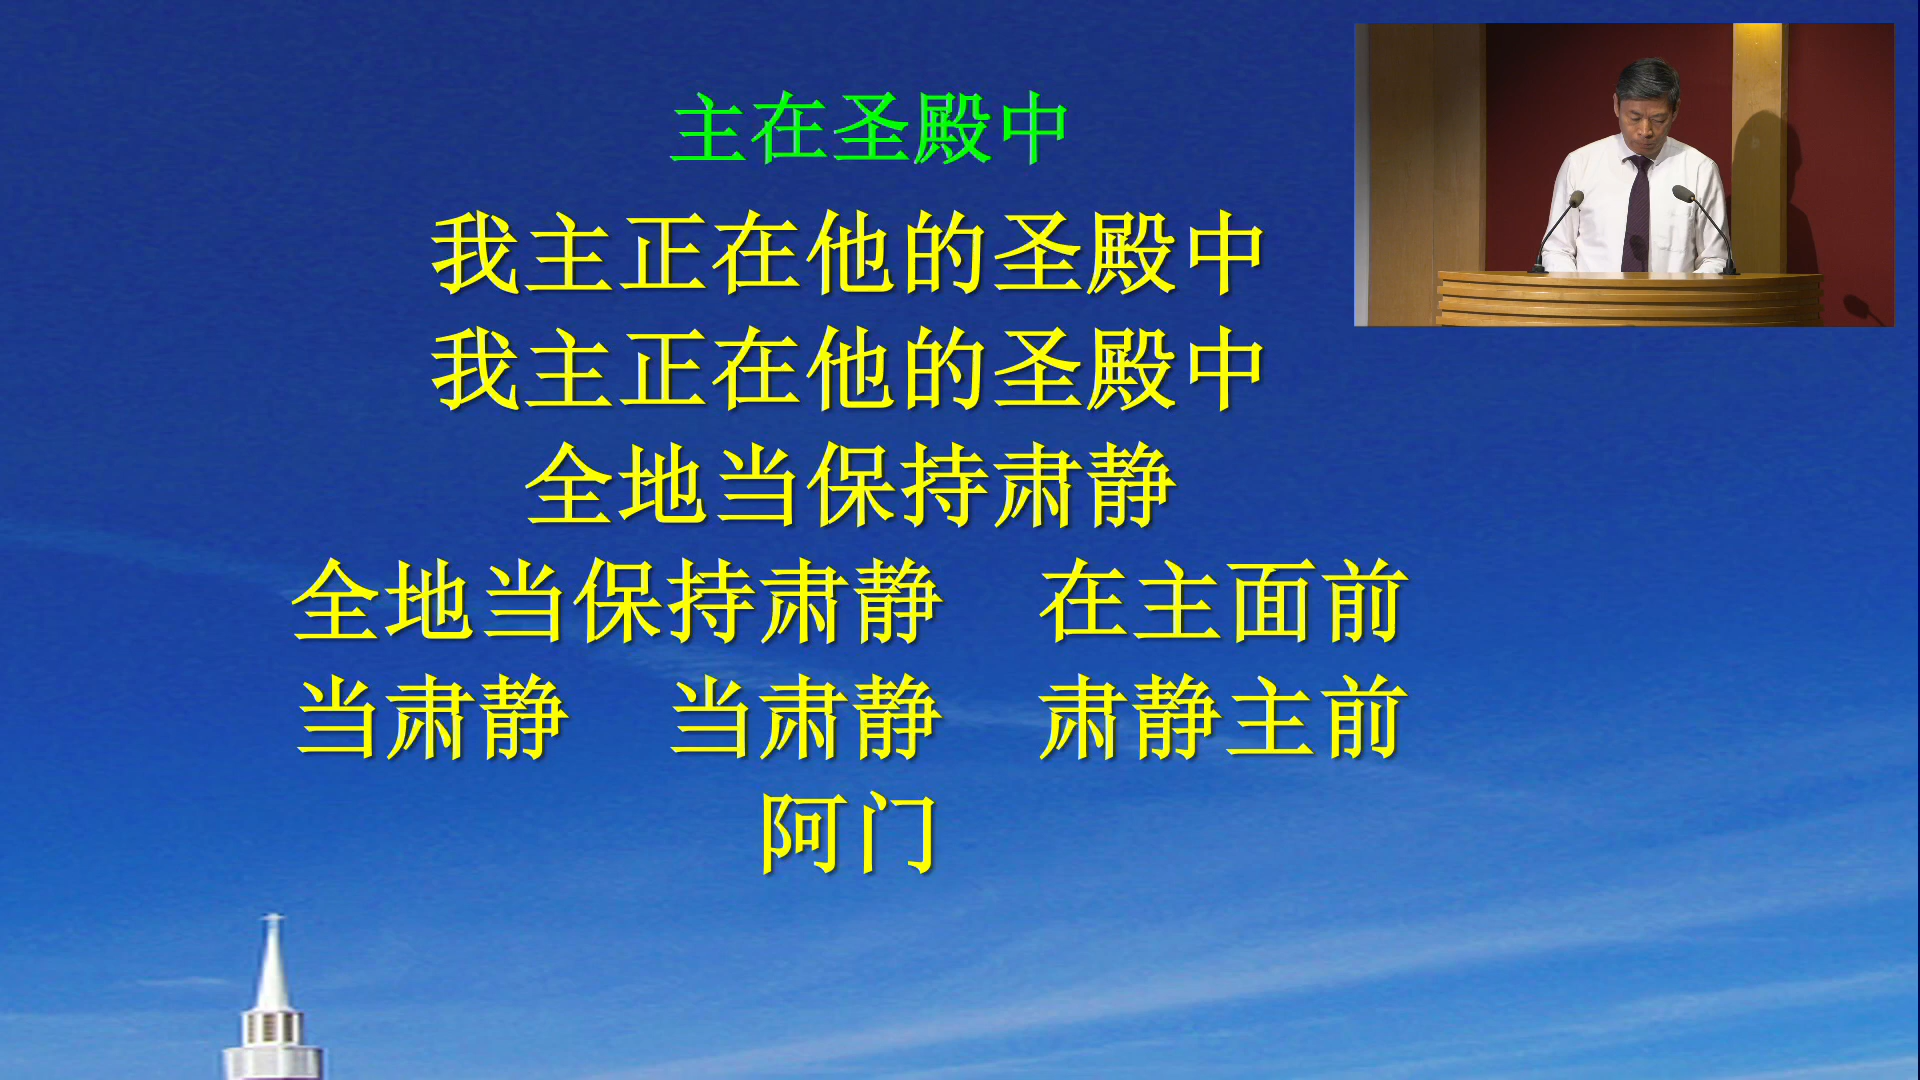 主在圣殿中
我主正在他的圣殿中
我主正在他的圣殿中
全地当保持肃静
全地当保持肃静　在主面前
当肃静　当肃静　肃静主前
阿门